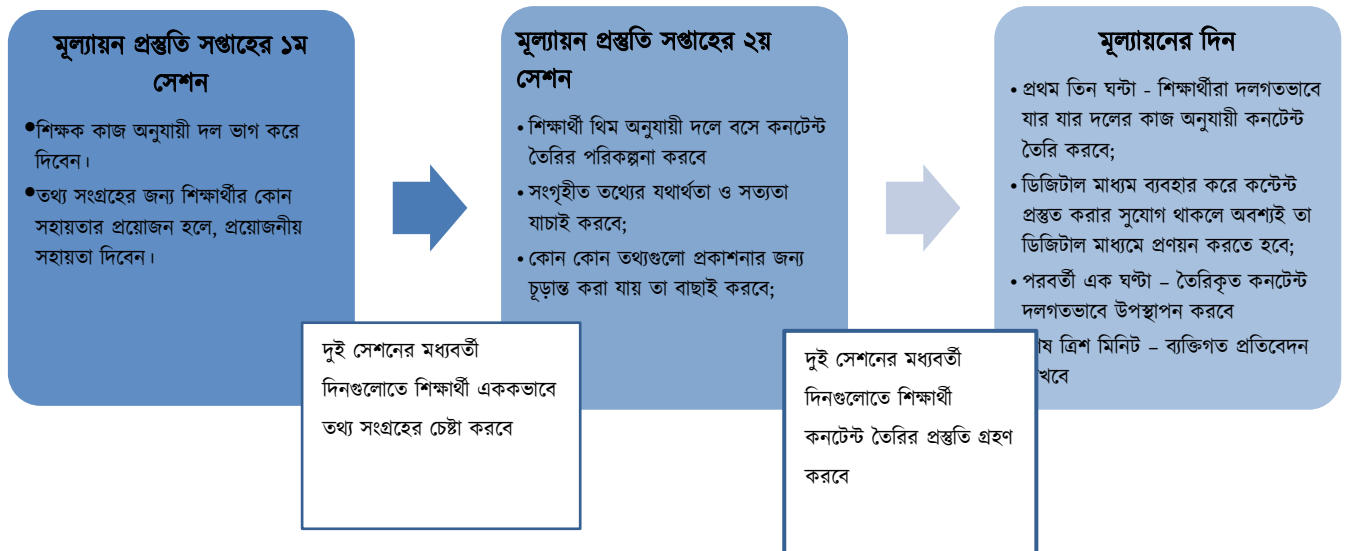 মূল্যায়ন প্রস্তুতি সপ্তাহের ১ম
সেশন
•শিক্ষক কাজ অনুযায়ী দল ভাগ করে
দিবেন।
•তথ্য সংগ্রহের জন্য শিক্ষার্থীর কোন
সহায়তার প্রয়োজন হলে, প্রয়োজনীয়
সহায়তা দিবেন।
দুই সেশনের মধ্যবর্তী
দিনগুলোতে শিক্ষার্থী এককভাবে
তথ্য সংগ্রহের চেষ্টা করবে
মূল্যায়ন প্রস্তুতি সপ্তাহের ২য়
সেশন
• শিক্ষার্থী থিম অনুযায়ী দলে বসে কনটেন্ট
তৈরির পরিকল্পনা করবে
• সংগৃহীত তথ্যের যথার্থতা ও সত্যতা
যাচাই করবে;
• কোন কোন তথ্যগুলো প্রকাশনার জন্য
চূড়ান্ত করা যায় তা বাছাই করবে;
দুই সেশনের মধ্যবর্তী
দিনগুলোতে শিক্ষার্থী
কনটেন্ট তৈরির প্রস্তুতি গ্রহণ
করবে
মূল্যায়নের দিন
• প্রথম তিন ঘন্টা - শিক্ষার্থীরা দলগতভাবে
যার যার দলের কাজ অনুযায়ী কনটেন্ট
তৈরি করবে;
• ডিজিটাল মাধ্যম ব্যবহার করে কন্টেন্ট
প্রস্তুত করার সুযোগ থাকলে অবশ্যই তা
ডিজিটাল মাধ্যমে প্রণয়ন করতে হবে;
• পরবর্তী এক ঘণ্টা – তৈরিকৃত কনটেন্ট
দলগতভাবে উপস্থাপন করবে
ত্রিশ মিনিট – ব্যক্তিগত প্রতিবেদন